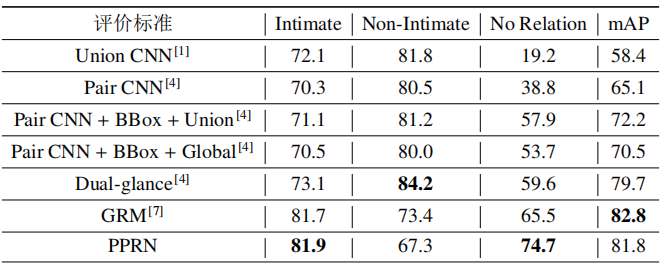 评价标准 | Intimate | Non-Intimate | No Relation | mAP
Union CNN[1] | 72.1 | 81.8 | 19.2 | 58.4
Pair CNN[4] | 70.3 | 80.5 | 38.8 | 65.1
Pair CNN + BBox + Union[4] | 71.1 | 81.2 | 57.9 | 72.2
Pair CNN + BBox + Global[4] | 70.5 | 80.0 | 53.7 | 70.5
Dual-glance[4] | 73.1 | 84.2 | 59.6 | 79.7
GRM[7] | 81.7 | 73.4 | 65.5 | 82.8
PPRN | 81.9 | 67.3 | 74.7 | 81.8